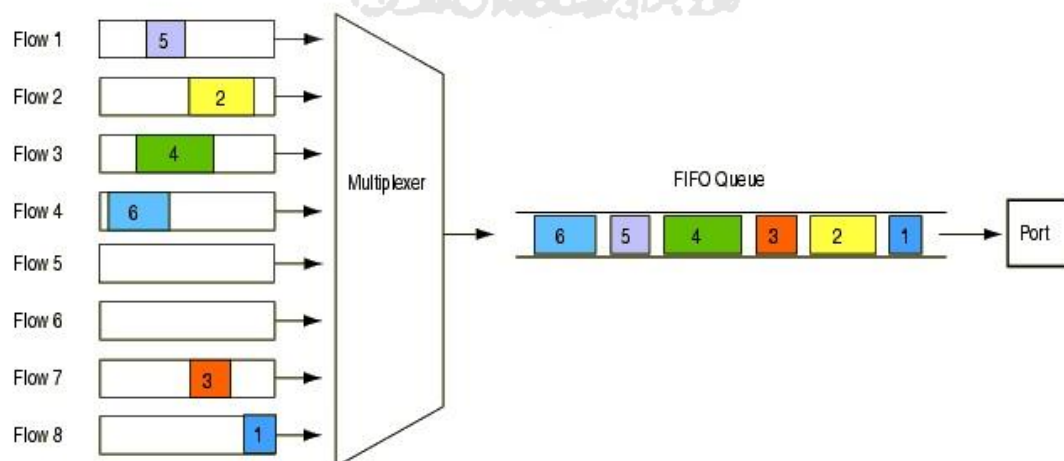 Flow 1
5
Flow 2
2
Flow 3
4
Flow 4
6
Flow 5
Flow 6
Flow 7
3
Flow 8
1
Multiplexer
FIFO Queue
6 5 4 3 2 1
Port